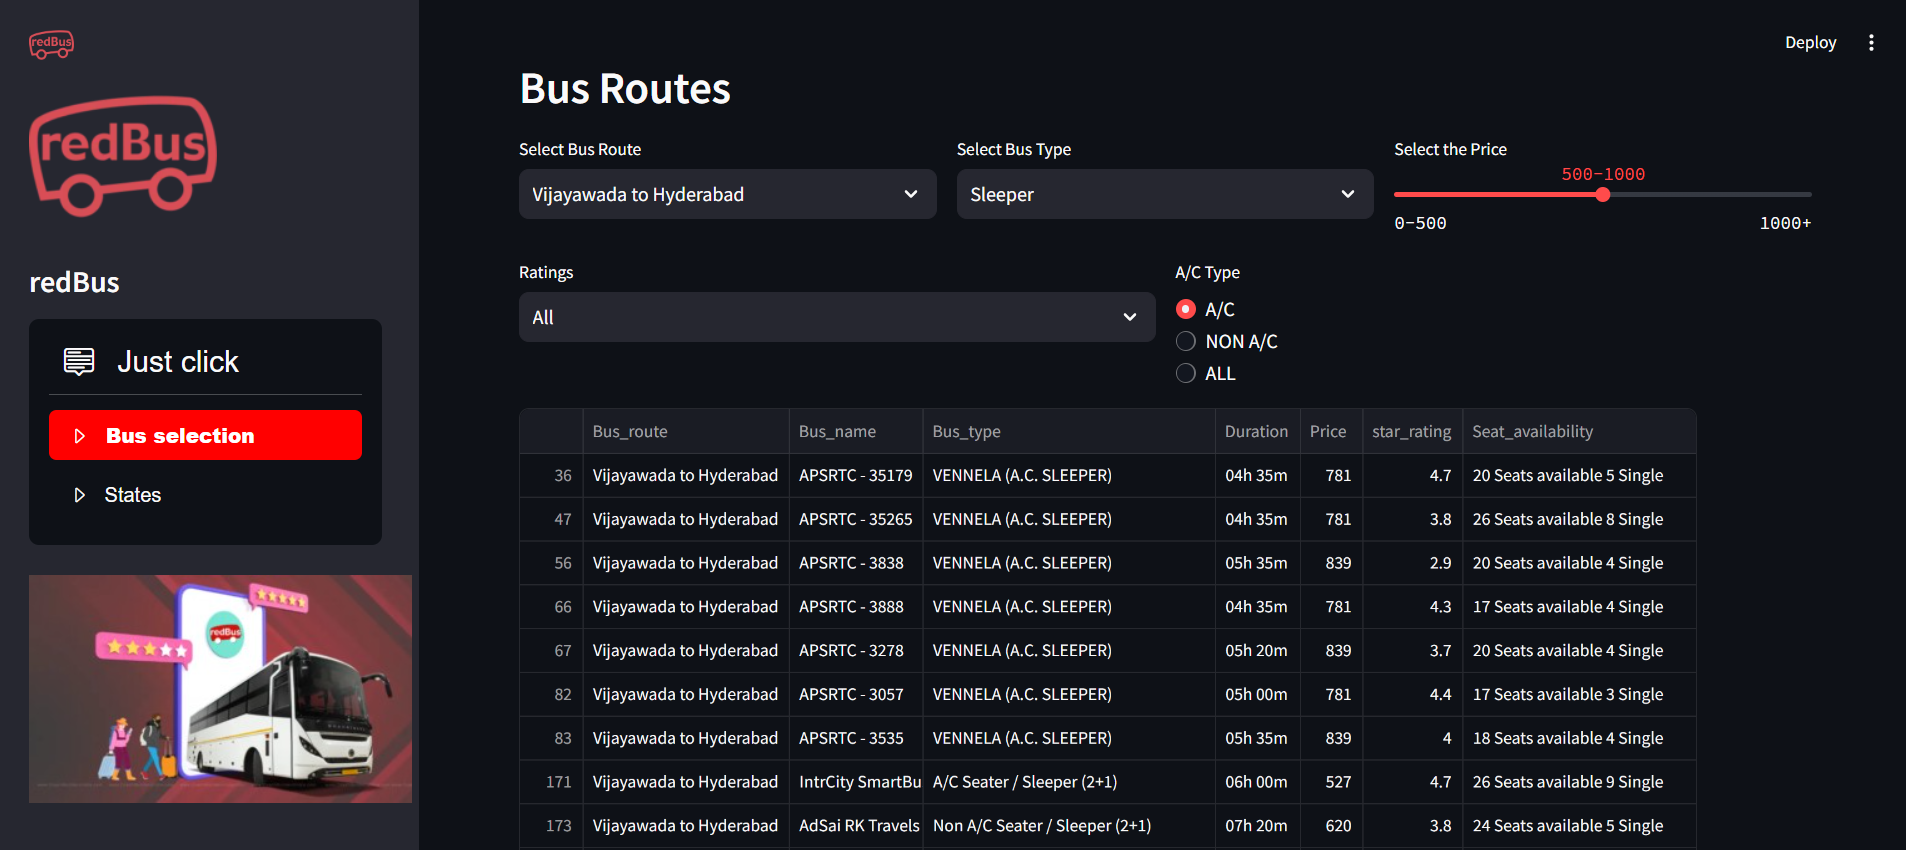 redBus
redBus
redBus
Just click
Bus selection
States
redBus
Deploy
Bus Routes
Select Bus Route
Vijayawada to Hyderabad
Select Bus Type
Sleeper
Select the Price
500-1000
0-500 1000+
Ratings
All
A/C Type
A/C
NON A/C
ALL
Bus_route Bus_name Bus_type Duration Price star_rating Seat_availability
36 Vijayawada to Hyderabad APSRTC - 35179 VENNELA (A.C. SLEEPER) 04h 35m 781 4.7 20 Seats available 5 Single
47 Vijayawada to Hyderabad APSRTC - 35265 VENNELA (A.C. SLEEPER) 04h 35m 781 3.8 26 Seats available 8 Single
56 Vijayawada to Hyderabad APSRTC - 3838 VENNELA (A.C. SLEEPER) 05h 35m 839 2.9 20 Seats available 4 Single
66 Vijayawada to Hyderabad APSRTC - 3888 VENNELA (A.C. SLEEPER) 04h 35m 781 4.3 17 Seats available 4 Single
67 Vijayawada to Hyderabad APSRTC - 3278 VENNELA (A.C. SLEEPER) 05h 20m 839 3.7 20 Seats available 4 Single
82 Vijayawada to Hyderabad APSRTC - 3057 VENNELA (A.C. SLEEPER) 05h 00m 781 4.4 17 Seats available 3 Single
83 Vijayawada to Hyderabad APSRTC - 3535 VENNELA (A.C. SLEEPER) 05h 35m 839 4 18 Seats available 4 Single
171 Vijayawada to Hyderabad IntrCity SmartBu A/C Seater / Sleeper (2+1) 06h 00m 527 4.7 26 Seats available 9 Single
173 Vijayawada to Hyderabad AdSai RK Travels Non A/C Seater / Sleeper (2+1) 07h 20m 620 3.8 24 Seats available 5 Single